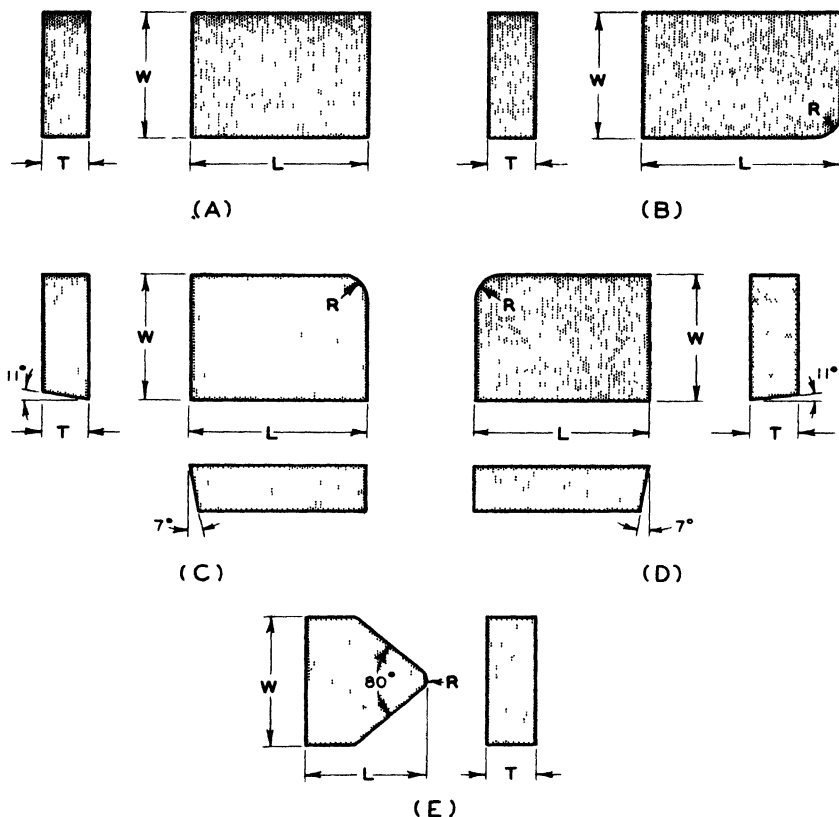 W W
R
T L T L
(A) (B)
R R
W W
11° 11°
T L L T
7° 7°
(C) (D)
W 80° R
L T
(E)